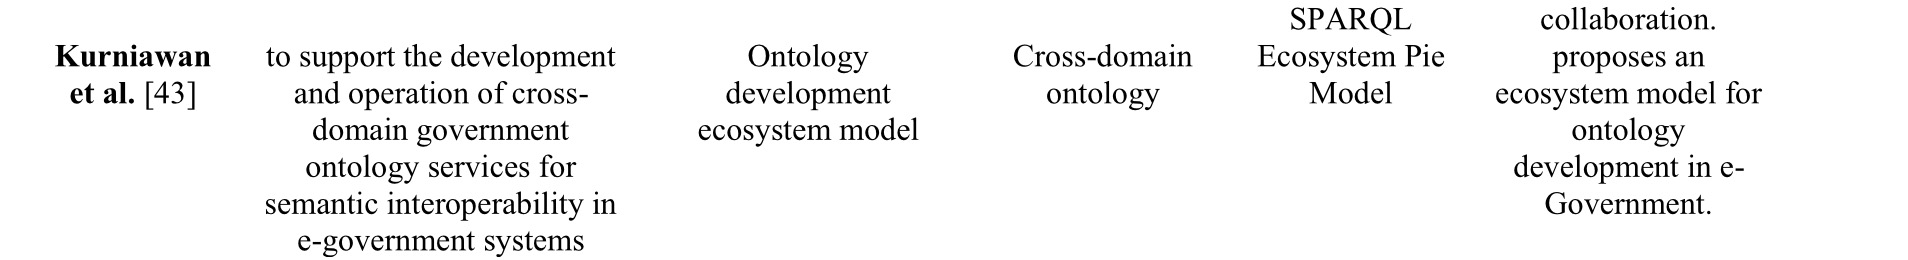 SPARQL
collaboration.
Kurniawan
et al. [43]
to support the development
and operation of cross-
domain government
ontology services for
semantic interoperability in
e-government systems
Ontology
development
ecosystem model
Cross-domain
ontology
Ecosystem Pie
Model
proposes an
ecosystem model for
ontology
development in e-
Government.